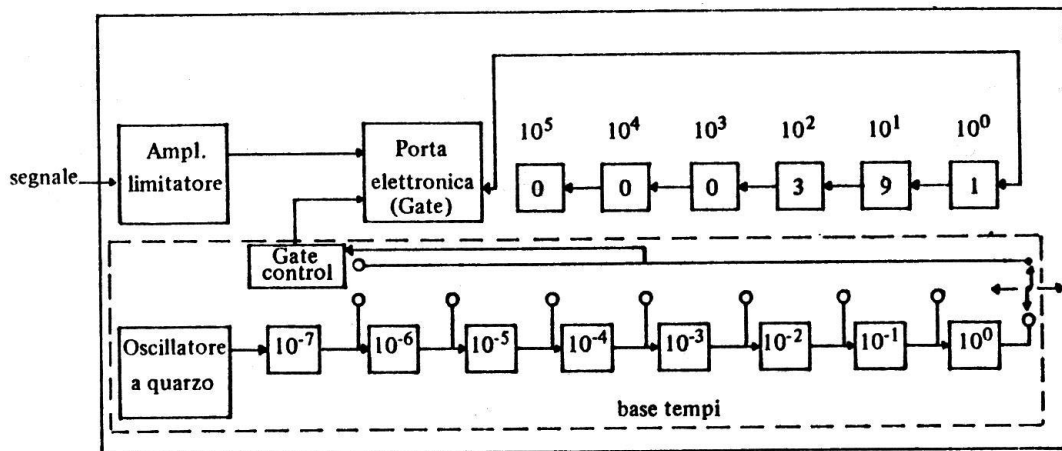 10⁵ 10⁴ 10³ 10² 10¹ 10⁰
segnale
Ampl.
limitatore
Porta
elettronica
(Gate)
0 0 0 3 9 1
Gate
control
Oscillatore
a quarzo
10⁻⁷ 10⁻⁶ 10⁻⁵ 10⁻⁴ 10⁻³ 10⁻² 10⁻¹ 10⁰
base tempi